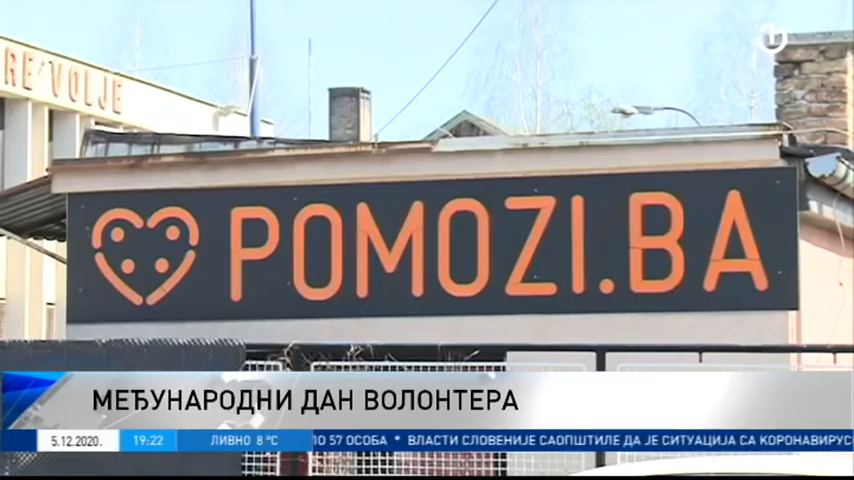 RE VOLJE
POMOZI.BA
МЕЂУНАРОДНИ ДАН ВОЛОНТЕРА
5.12.2020. 19:22 ЛИВНО 8 °C ПО 57 ОСОБА * ВЛАСТИ СЛОВЕНИЈЕ САОПШТИЛЕ ДА ЈЕ СИТУАЦИЈА СА КОРОНАВИРУС